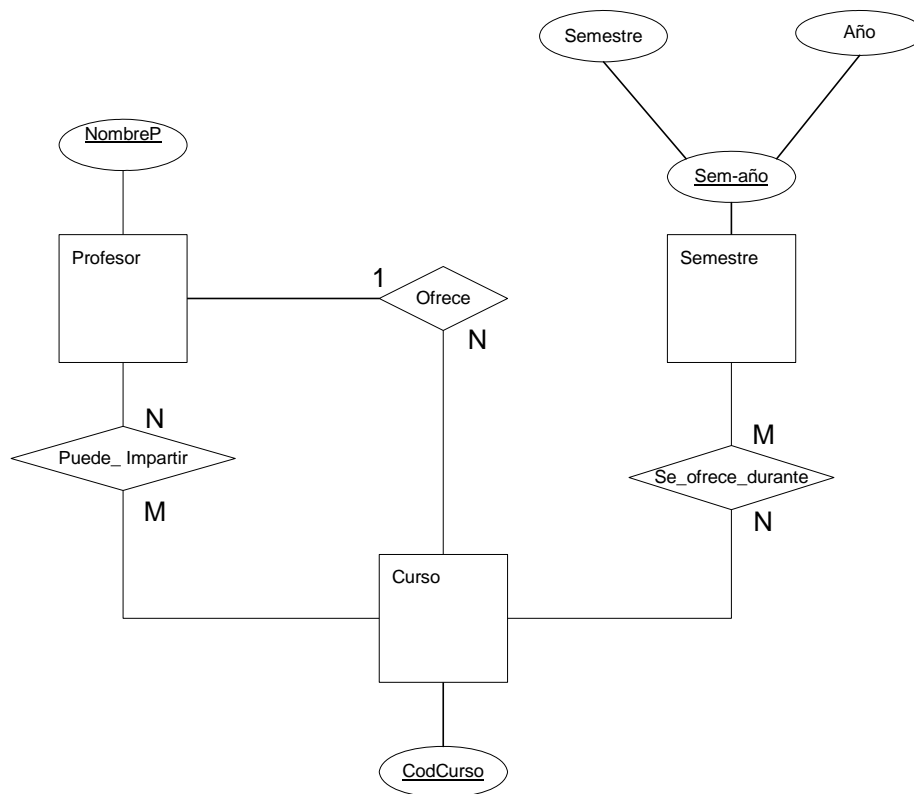 Semestre
Año
NombreP
Sem-año
Profesor
Semestre
1
Ofrece
N
N
Puede_ Impartir
M
M
Se_ofrece_durante
N
Curso
CodCurso